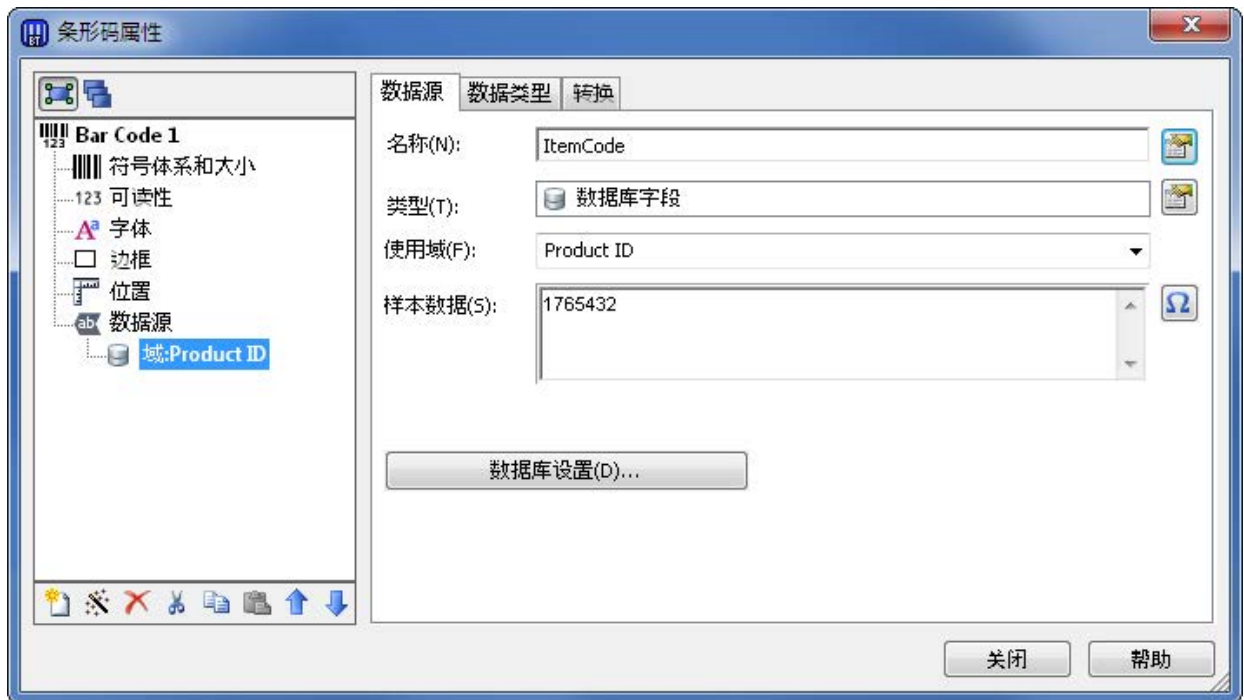 条形码属性
Bar Code 1
符号体系和大小
123 可读性
字体
边框
位置
数据源
域:Product ID
数据源 数据类型 转换
名称(N): ItemCode
类型(T): 数据库字段
使用域(F): Product ID
样本数据(S): 1765432
数据库设置(D)...
关闭 帮助